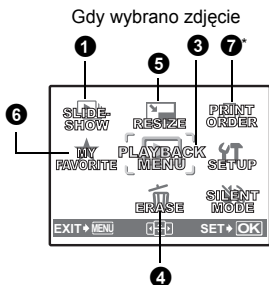 Gdy wybrano zdjęcie
1
3
7*
5
6
SLIDE-
SHOW
RESIZE
PRINT
ORDER
MY
FAVORITE
PLAYBACK
MENU
SETUP
ERASE
SILENT
MODE
EXIT MENU
SET OK
4